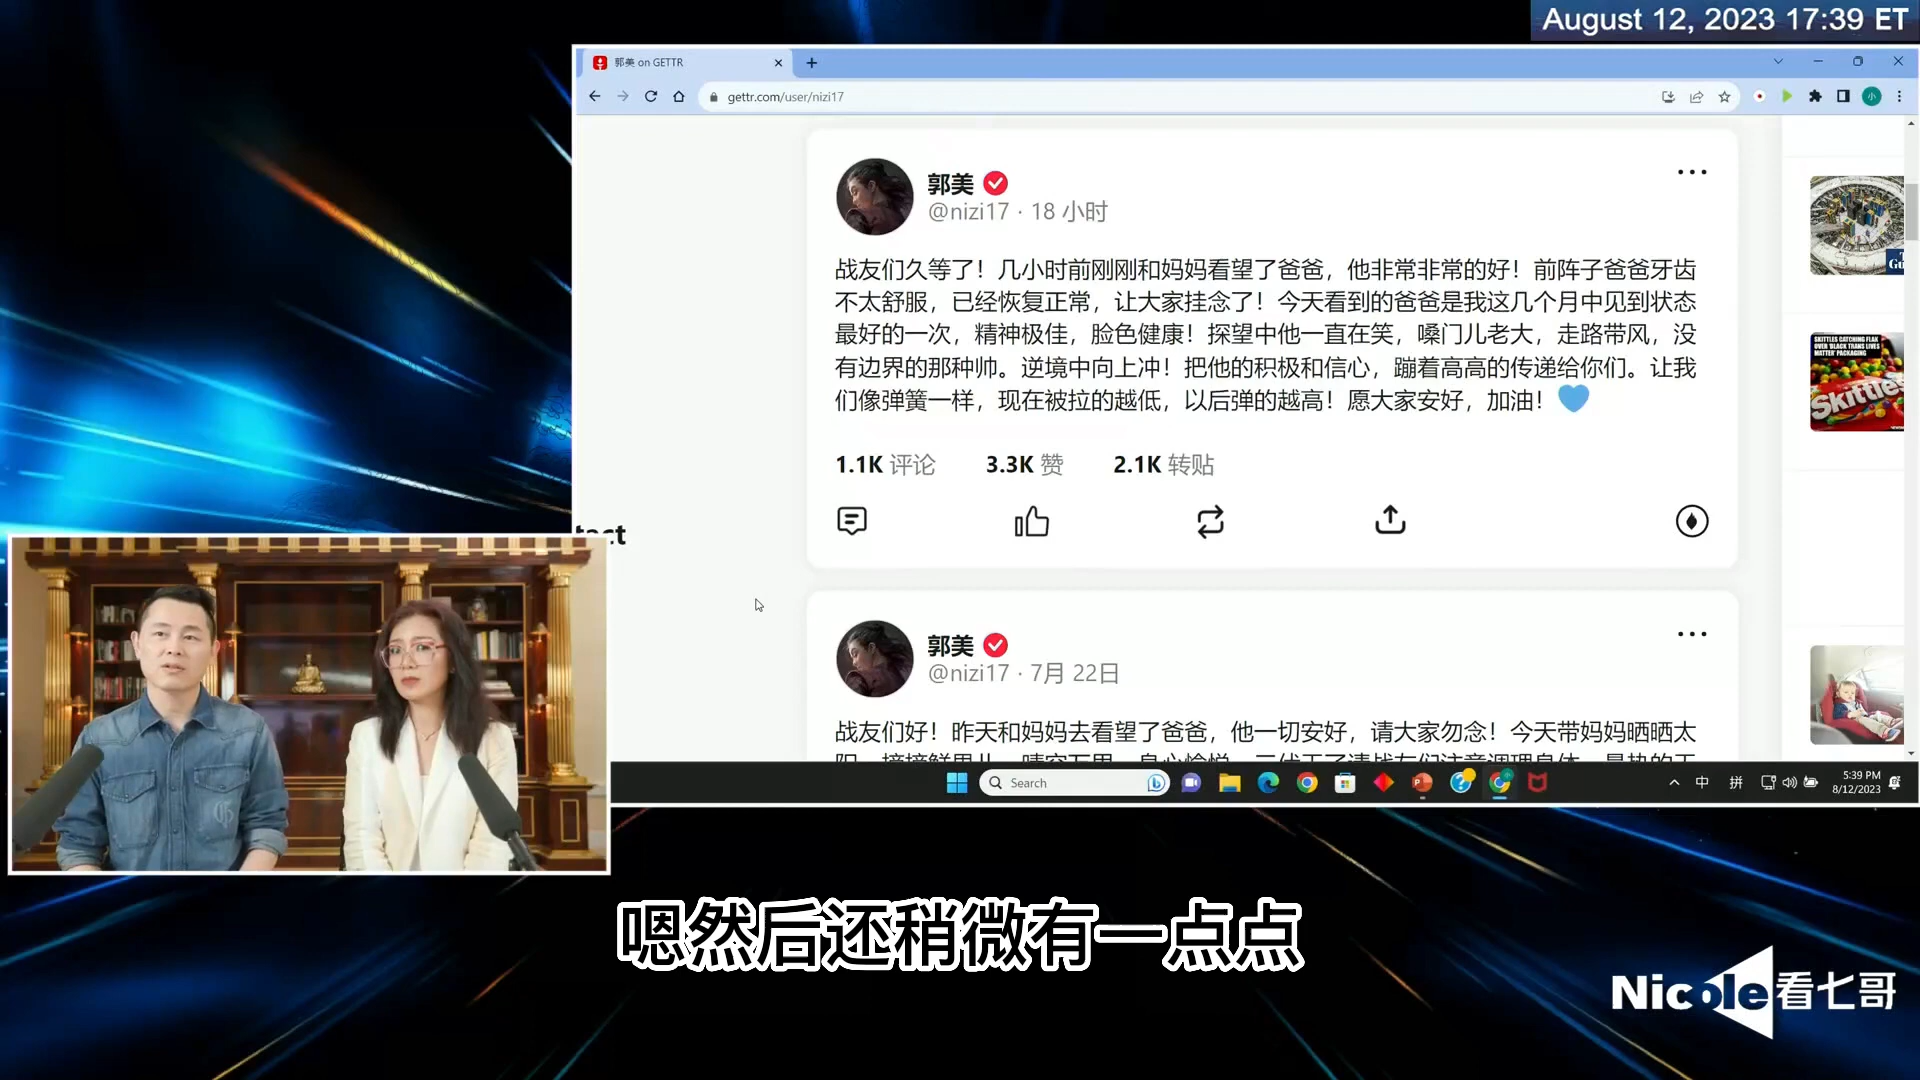 August 12, 2023 17:39 ET
郭美 on GETTR
gettr.com/user/nizi17
小
郭美
@nizi17 · 18 小时
战友们久等了！几小时前刚刚和妈妈看望了爸爸，他非常非常的好！前阵子爸爸牙齿
不太舒服，已经恢复正常，让大家挂念了！今天看到的爸爸是我这几个月中见到状态
最好的一次，精神极佳，脸色健康！探望中他一直在笑，嗓门儿老大，走路带风，没
有边界的那种帅。逆境中向上冲！把他的积极和信心，蹦着高高的传递给你们。让我
们像弹簧一样，现在被拉的越低，以后弹的越高！愿大家安好，加油！
1.1K 评论 3.3K 赞 2.1K 转贴
SKITTLES CATCHING FLAK
OVER 'BLACK TRANS LIVES
MATTER' PACKAGING
Skittles
tact
郭美
@nizi17 · 7月 22日
战友们好！昨天和妈妈去看望了爸爸，他一切安好，请大家勿念！今天带妈妈晒晒太
Search
中
拼
5:39 PM
8/12/2023
嗯然后还稍微有一点点
Nicole看七哥